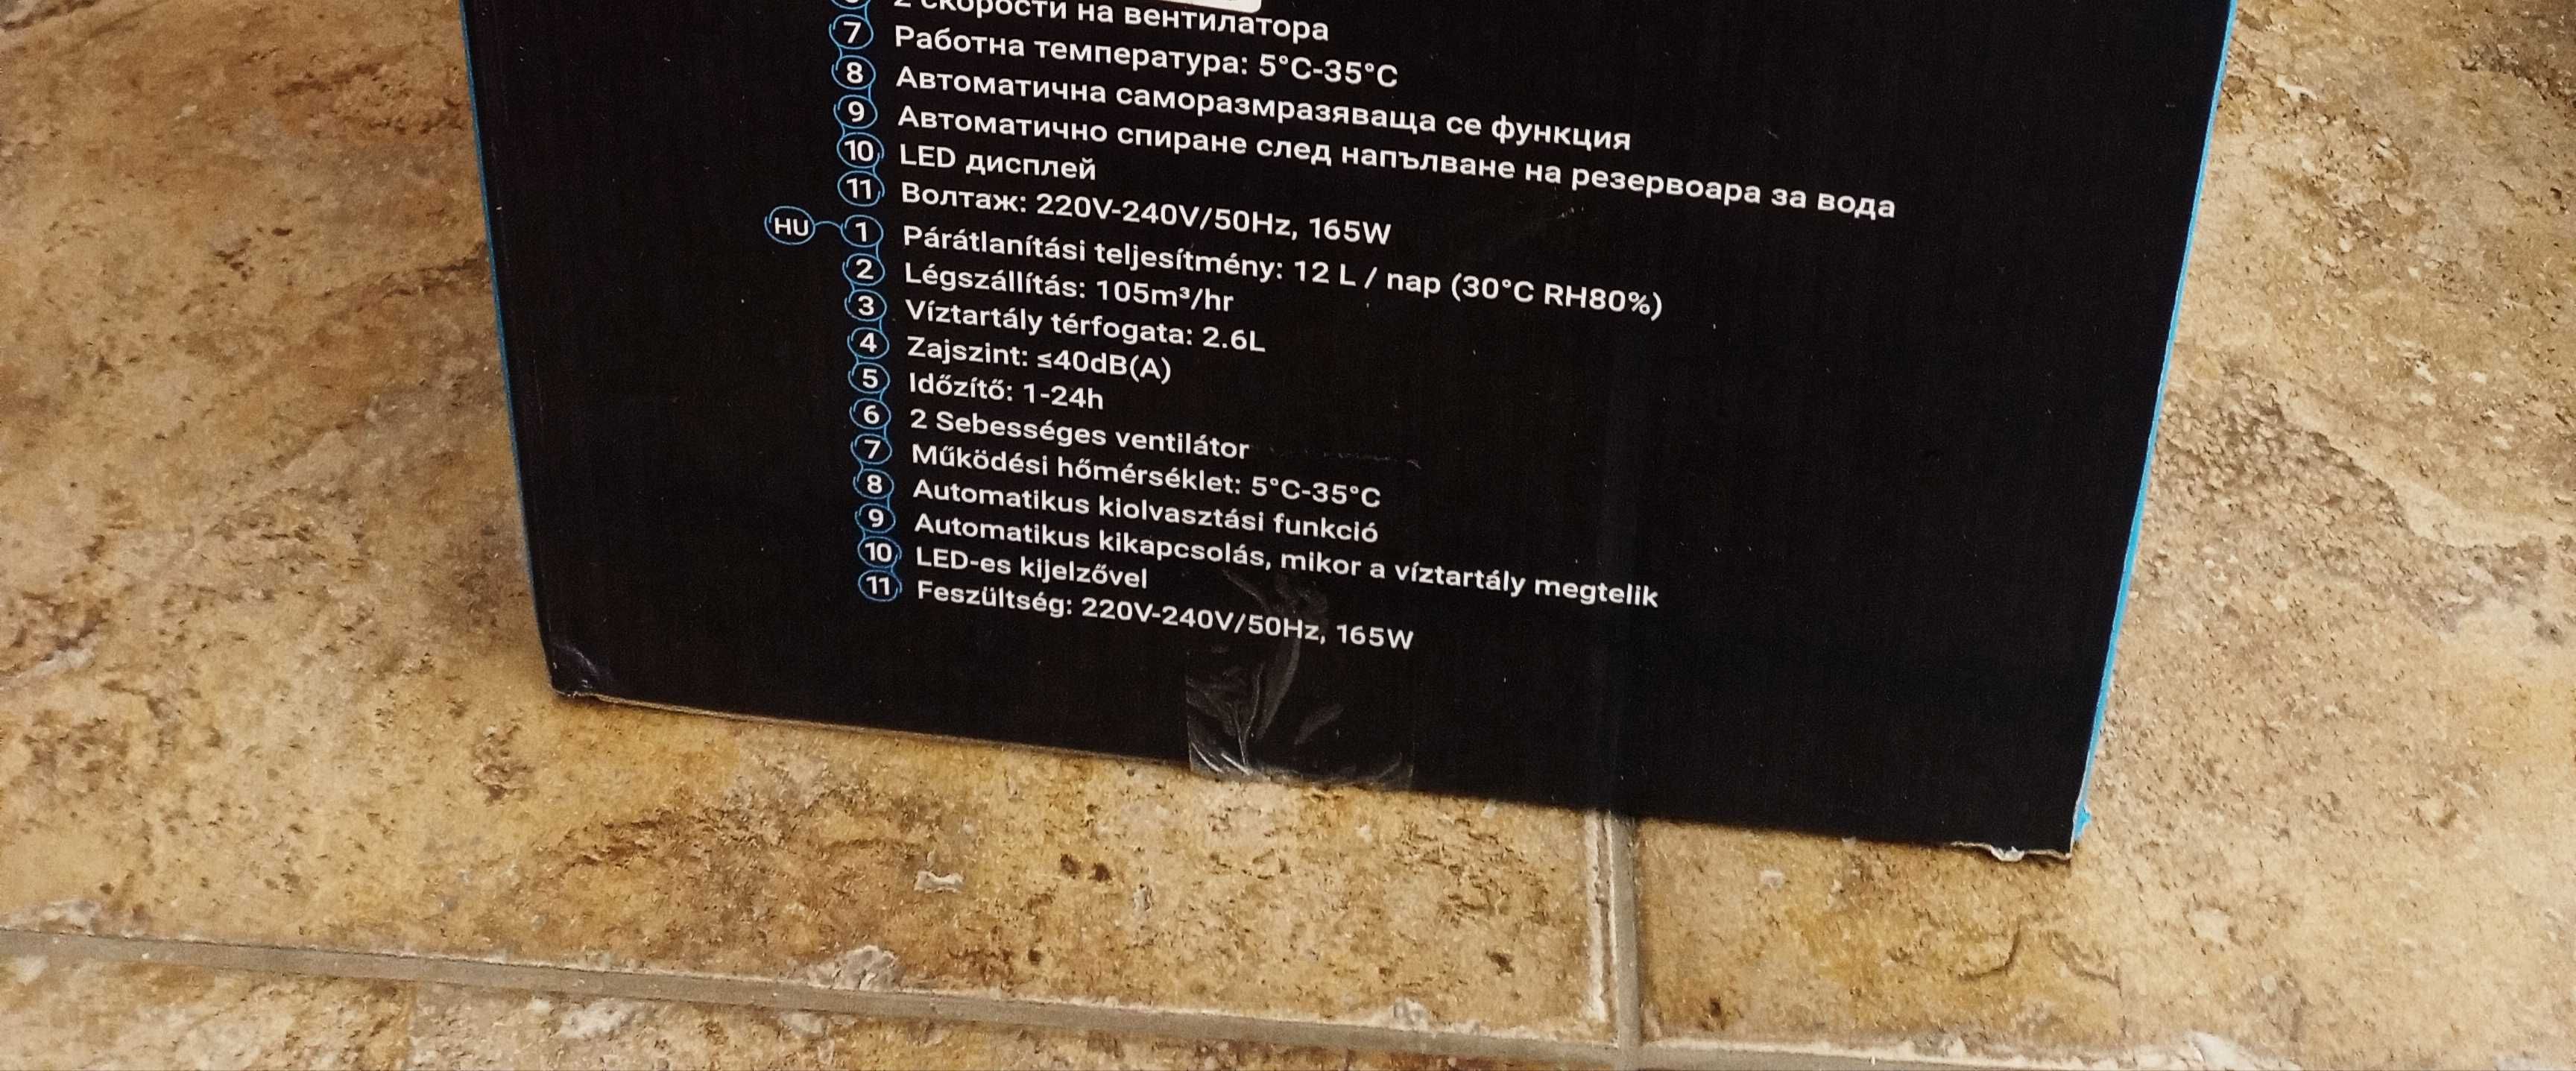 2 скорости на вентилатора
7 Работна температура: 5°C-35°C
8 Автоматична саморазмразяваща се функция
9 Автоматично спиране след напълване на резервоара за вода
10 LED дисплей
11 Волтаж: 220V-240V/50Hz, 165W
HU 1 Párátlanítási teljesítmény: 12 L / nap (30°C RH80%)
2 Légszállítás: 105m³/hr
3 Víztartály térfogata: 2.6L
4 Zajszint: ≤40dB(A)
5 Időzítő: 1-24h
6 2 Sebességes ventilátor
7 Működési hőmérséklet: 5°C-35°C
8 Automatikus kiolvasztási funkció
9 Automatikus kikapcsolás, mikor a víztartály megtelik
10 LED-es kijelzővel
11 Feszültség: 220V-240V/50Hz, 165W